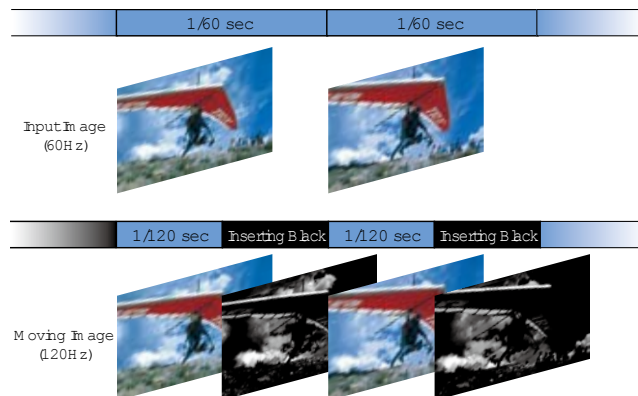 1/60 sec 1/60 sec
Input Image
(60Hz)
1/120 sec Inserting Black 1/120 sec Inserting Black
Moving Image
(120Hz)